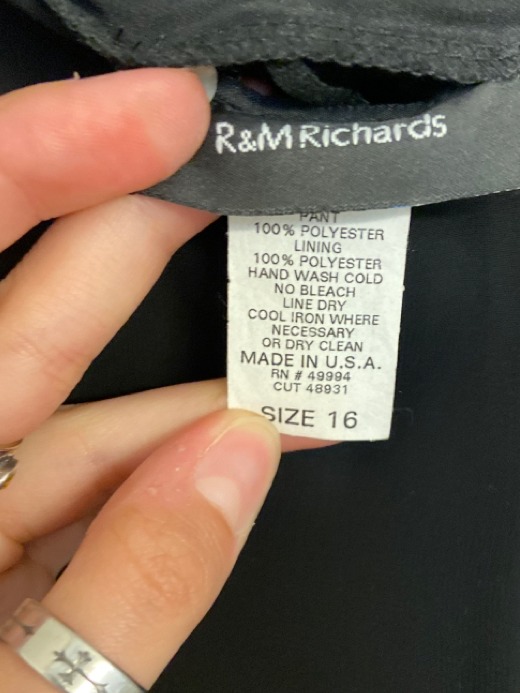 R&M Richards
PANT
100% POLYESTER
LINING
100% POLYESTER
HAND WASH COLD
NO BLEACH
LINE DRY
COOL IRON WHERE
NECESSARY
OR DRY CLEAN
MADE IN U.S.A.
RN # 49994
CUT 48931
SIZE 16